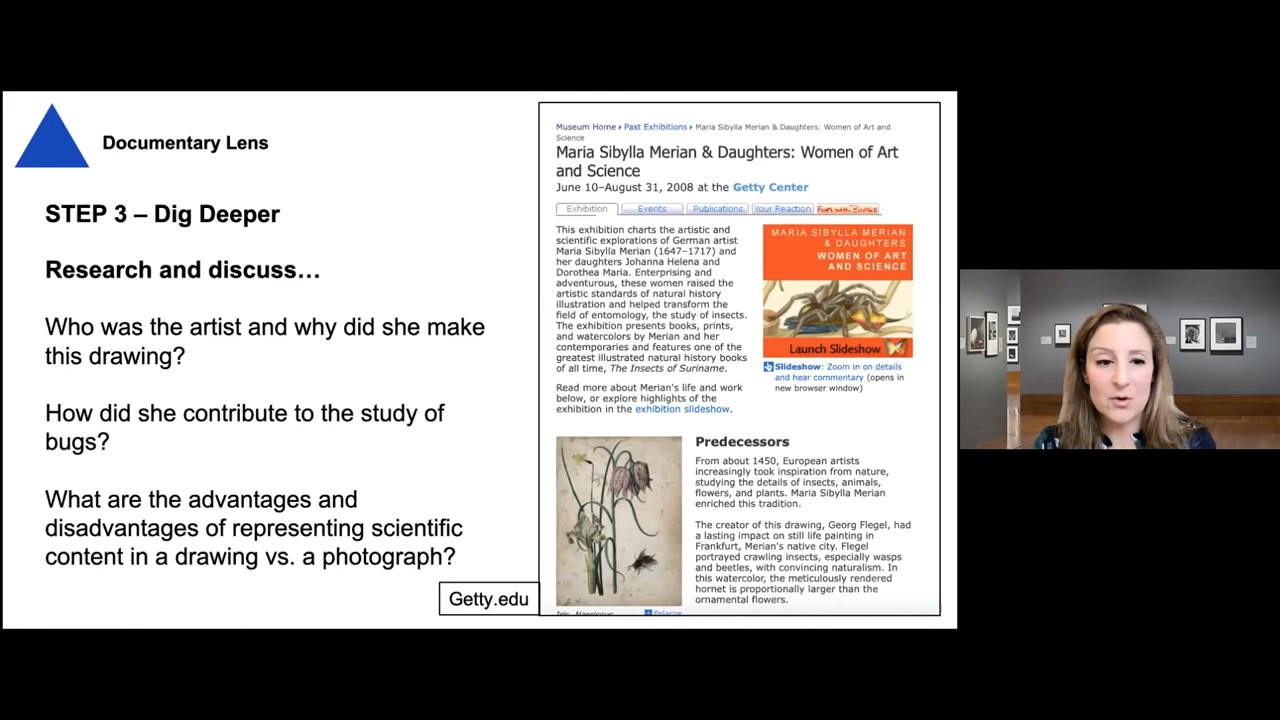 Documentary Lens
STEP 3 – Dig Deeper
Research and discuss…
Who was the artist and why did she make
this drawing?
How did she contribute to the study of
bugs?
What are the advantages and
disadvantages of representing scientific
content in a drawing vs. a photograph?
Getty.edu
Museum Home › Past Exhibitions › Maria Sibylla Merian & Daughters: Women of Art and
Science
Maria Sibylla Merian & Daughters: Women of Art
and Science
June 10–August 31, 2008 at the Getty Center
Exhibition Events Publications Your Reaction Fun with Bugs
This exhibition charts the artistic and
scientific explorations of German artist
Maria Sibylla Merian (1647–1717) and
her daughters Johanna Helena and
Dorothea Maria. Enterprising and
adventurous, these women raised the
artistic standards of natural history
illustration and helped transform the
field of entomology, the study of insects.
The exhibition presents books, prints,
and watercolors by Merian and her
contemporaries and features one of the
greatest illustrated natural history books
of all time, The Insects of Suriname.
Read more about Merian's life and work
below, or explore highlights of the
exhibition in the exhibition slideshow.
MARIA SIBYLLA MERIAN
& DAUGHTERS
WOMEN OF ART
AND SCIENCE
Launch Slideshow
Slideshow: Zoom in on details
and hear commentary (opens in
new browser window)
Predecessors
From about 1450, European artists
increasingly took inspiration from nature,
studying the details of insects, animals,
flowers, and plants. Maria Sibylla Merian
enriched this tradition.
The creator of this drawing, Georg Flegel, had
a lasting impact on still life painting in
Frankfurt, Merian's native city. Flegel
portrayed crawling insects, especially wasps
and beetles, with convincing naturalism. In
this watercolor, the meticulously rendered
hornet is proportionally larger than the
ornamental flowers.
Iris, Narcissus
Enlarge